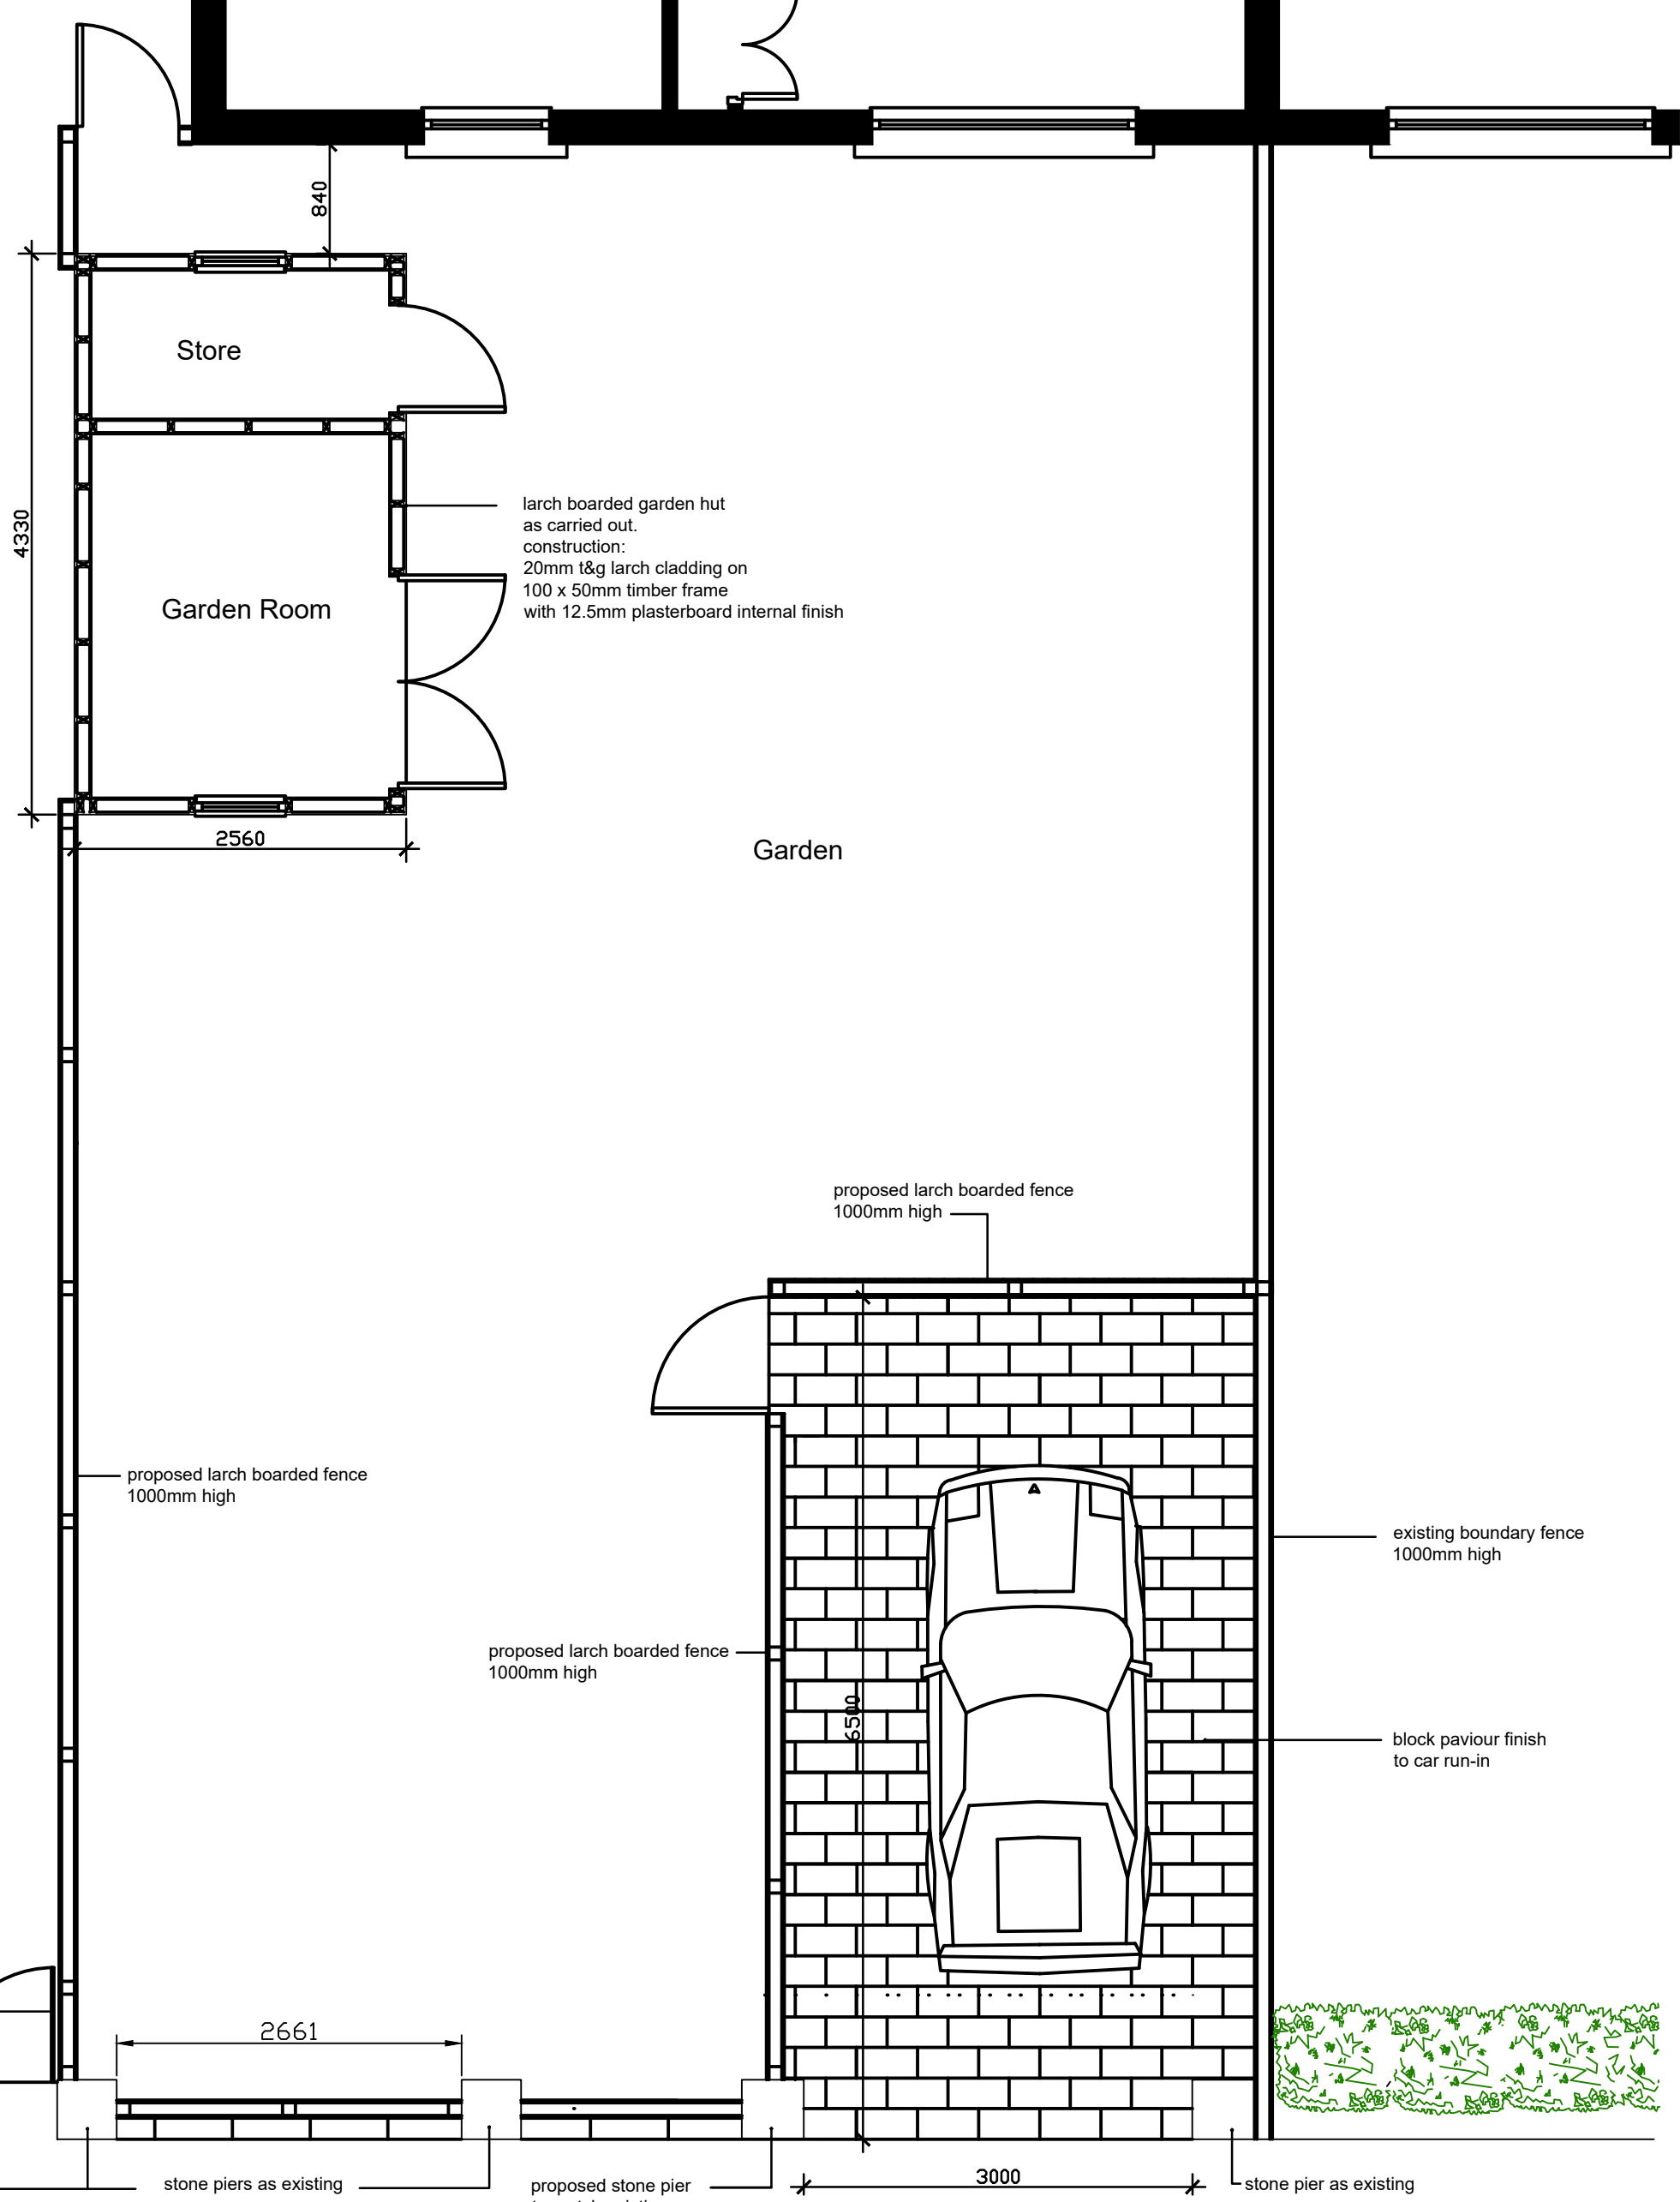 840
Store
4330
larch boarded garden hut
as carried out.
construction:
20mm t&g larch cladding on
100 x 50mm timber frame
with 12.5mm plasterboard internal finish
Garden Room
2560
Garden
proposed larch boarded fence
1000mm high
proposed larch boarded fence
1000mm high
existing boundary fence
1000mm high
proposed larch boarded fence
1000mm high
6500
block paviour finish
to car run-in
2661
stone piers as existing
proposed stone pier
3000
stone pier as existing